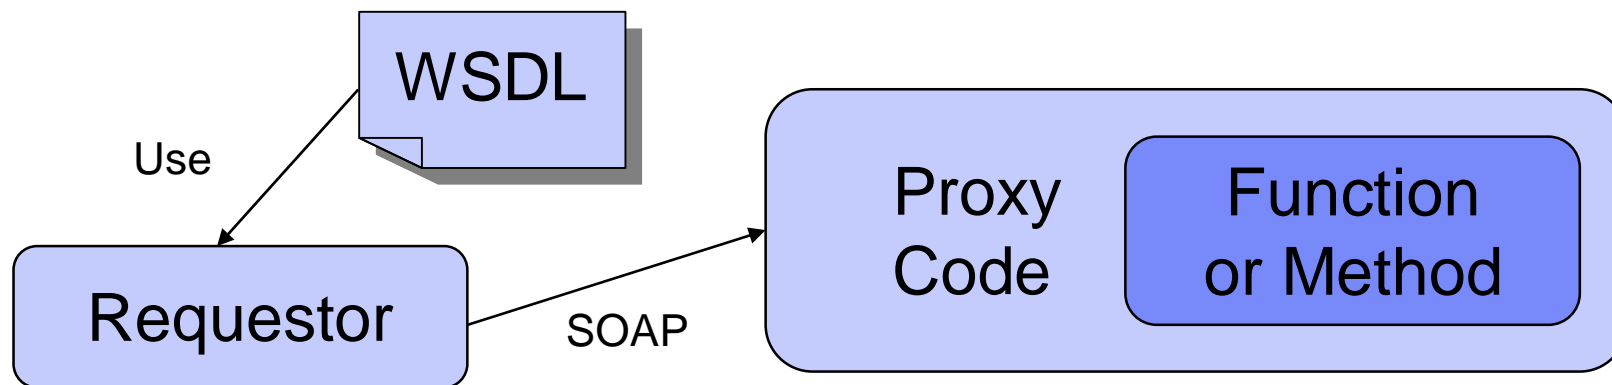 WSDL
Use
Proxy
Code
Function
or Method
Requestor
SOAP